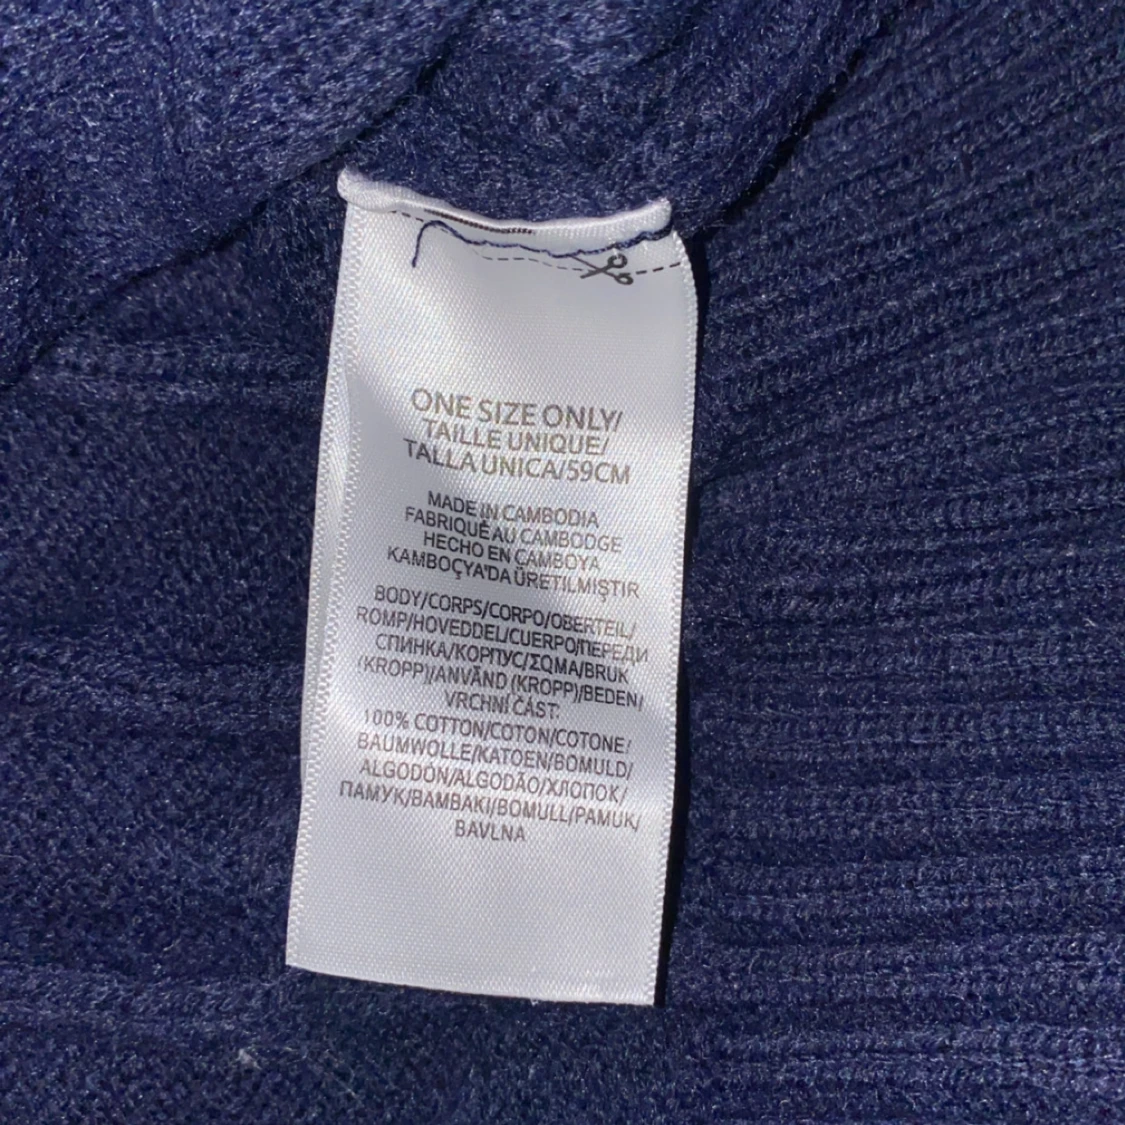 ONE SIZE ONLY/
TAILLE UNIQUE/
TALLA UNICA/59CM
MADE IN CAMBODIA
FABRIQUÉ AU CAMBODGE
HECHO EN CAMBOYA
KAMBOÇYA'DA ÜRETILMIŞTIR
BODY/CORPS/CORPO/OBERTEIL/
ROMP/HOVEDDEL/CUERPO/ПЕРЕДИ
СПИНКА/КОРПУС/ΣΩΜΑ/BRUK
(KROPP)/ANVÄND (KROPP)/BEDEN/
VRCHNÍ ČÁST:
100% COTTON/COTON/COTONE/
BAUMWOLLE/KATOEN/BOMULD/
ALGODÓN/ALGODÃO/ХЛОПОК/
ПАМУК/ΒΑΜΒΑΚΙ/BOMULL/PAMUK/
BAVLNA